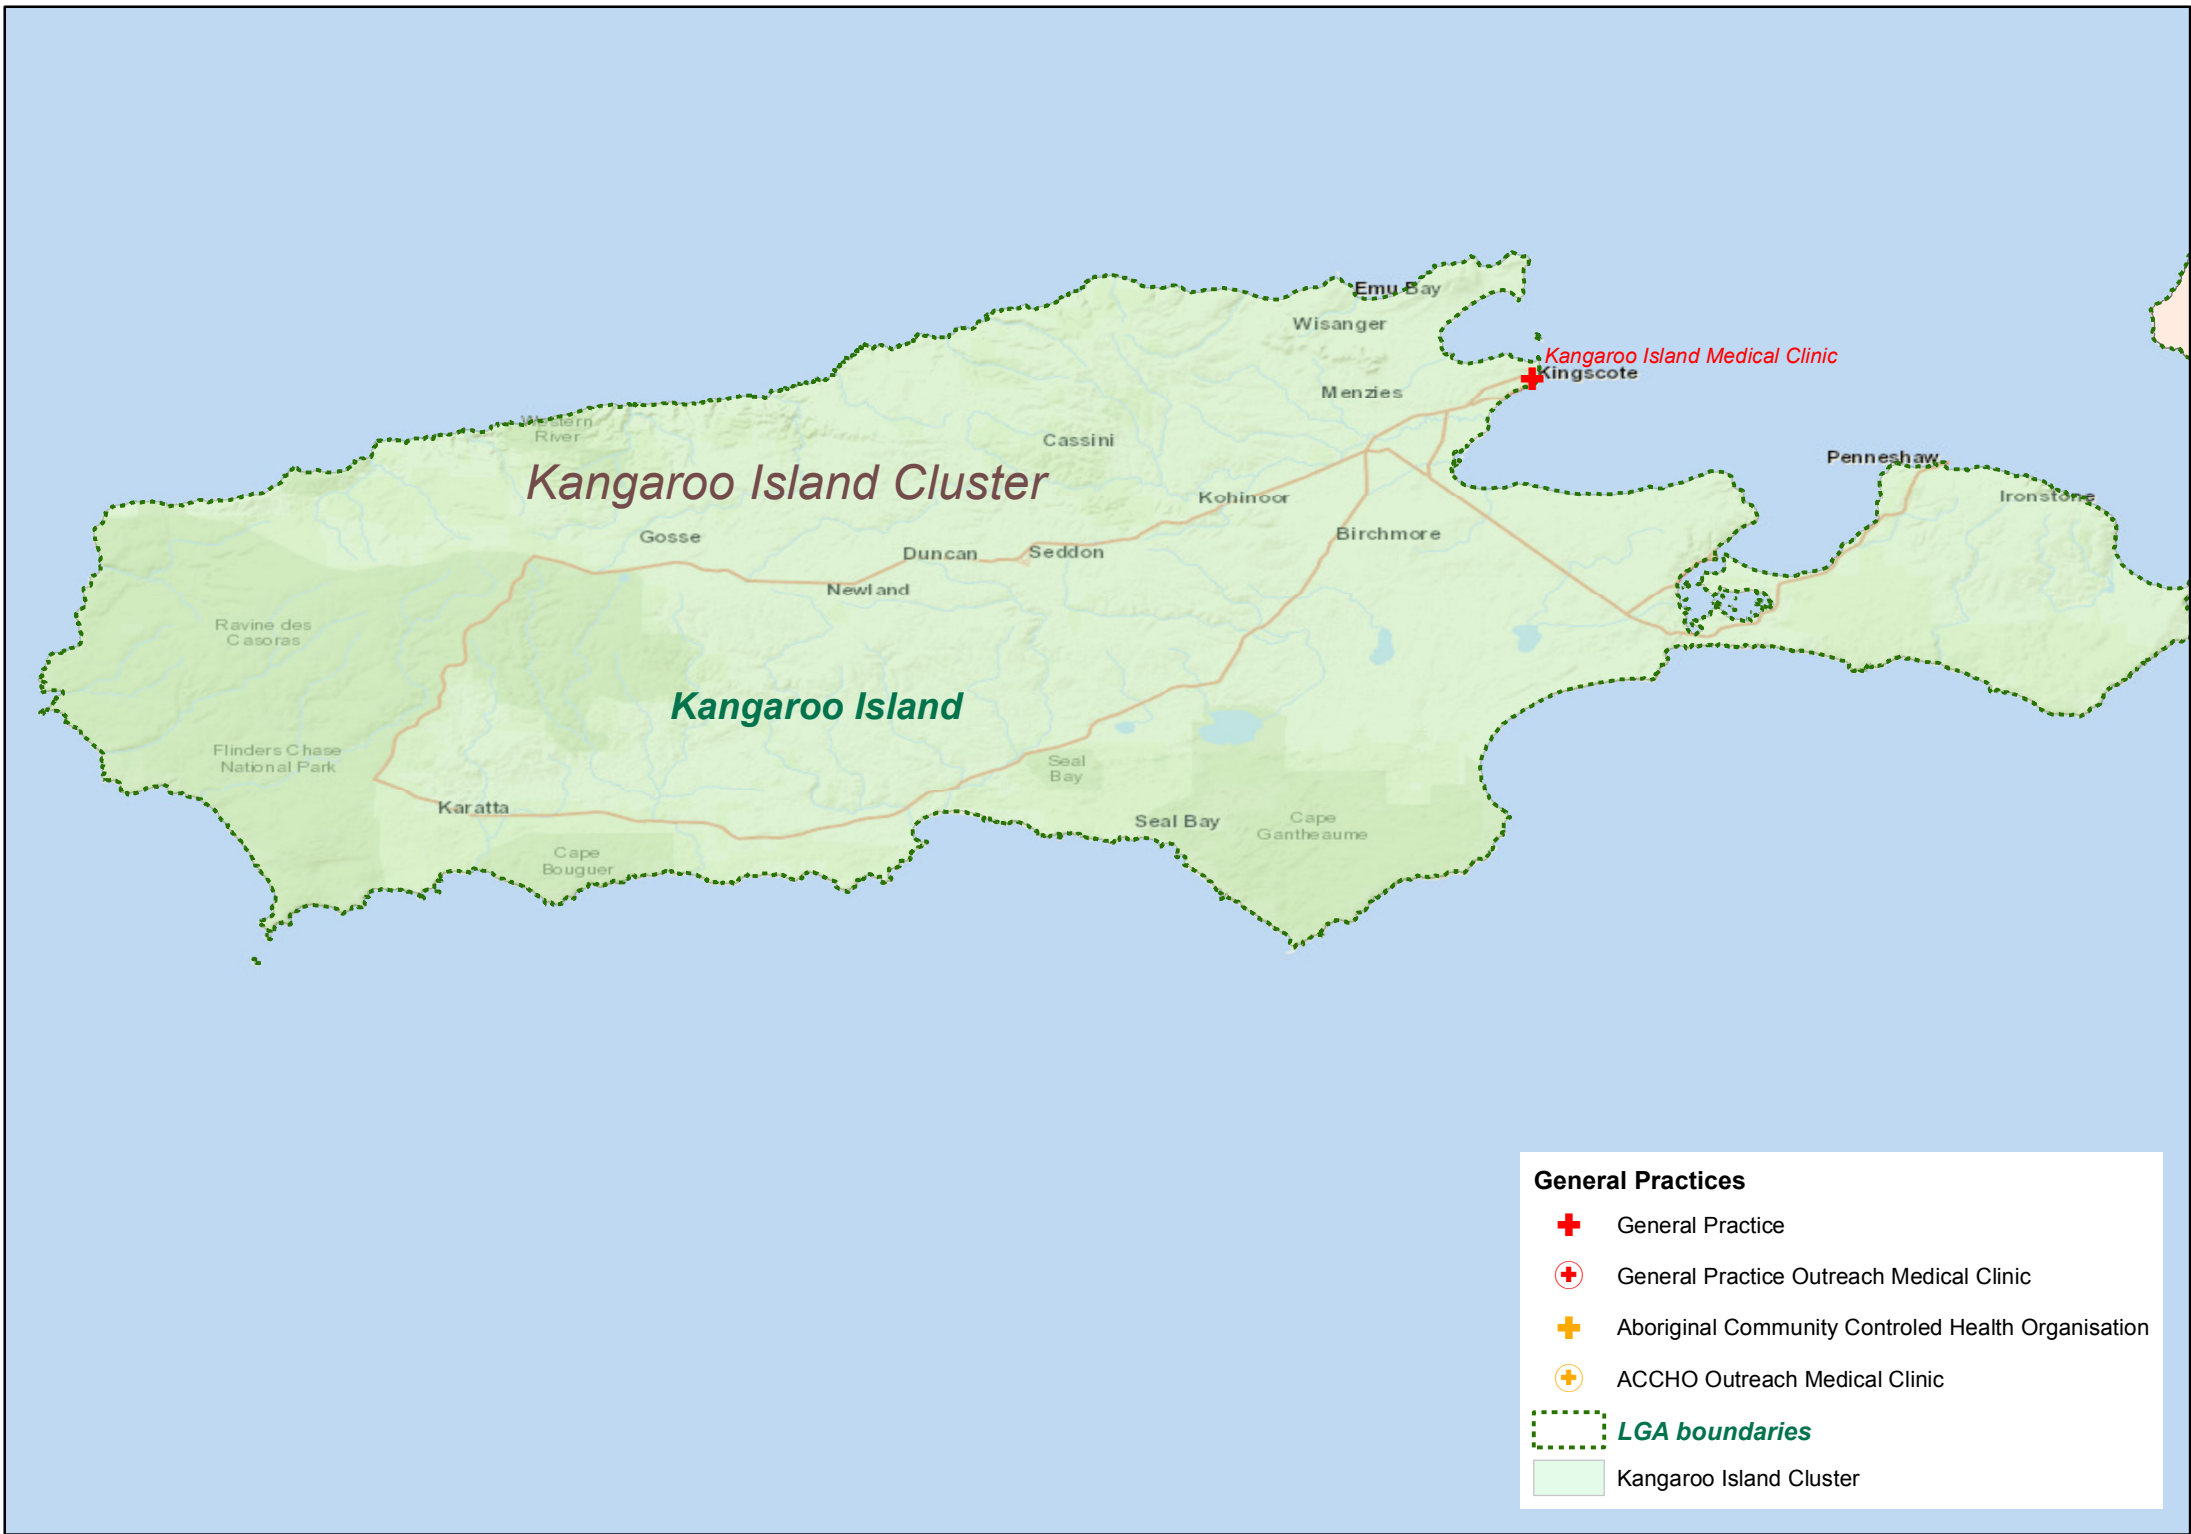 Emu Bay
Wisanger
Kangaroo Island Medical Clinic
Kingscote
Menzies
Western
River
Cassini
Penneshaw
Kangaroo Island Cluster
Kohinoor
Ironstone
Gosse
Birchmore
Duncan
Seddon
Newland
Ravine des
Casoras
Kangaroo Island
Flinders Chase
National Park
Seal
Bay
Karatta
Seal Bay
Cape
Gantheaume
Cape
Bouguer
General Practices
General Practice
General Practice Outreach Medical Clinic
Aboriginal Community Controled Health Organisation
ACCHO Outreach Medical Clinic
LGA boundaries
Kangaroo Island Cluster